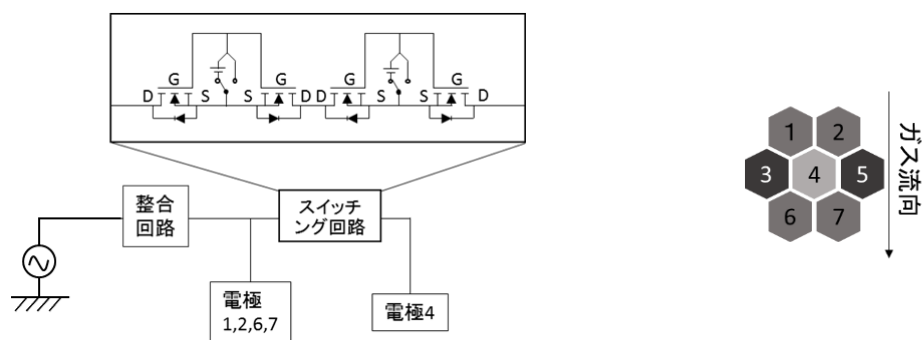 G G G G
D S S D D S S D
整合
回路
スイッチ
ング回路
電極
1,2,6,7
電極4
1 2
3 4 5
6 7
ガス流向